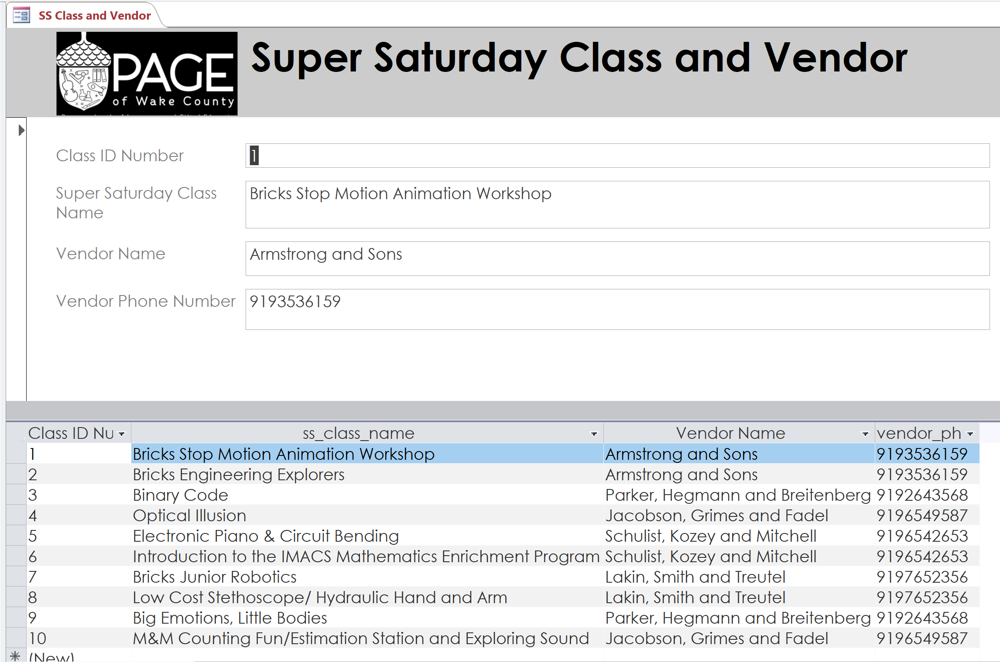 SS Class and Vendor
PAGE
of Wake County
Super Saturday Class and Vendor
Class ID Number 1
Super Saturday Class
Name
Bricks Stop Motion Animation Workshop
Vendor Name Armstrong and Sons
Vendor Phone Number 9193536159
Class ID Nu ss_class_name Vendor Name vendor_ph
1 Bricks Stop Motion Animation Workshop Armstrong and Sons 9193536159
2 Bricks Engineering Explorers Armstrong and Sons 9193536159
3 Binary Code Parker, Hegmann and Breitenberg 9192643568
4 Optical Illusion Jacobson, Grimes and Fadel 9196549587
5 Electronic Piano & Circuit Bending Schulist, Kozey and Mitchell 9196542653
6 Introduction to the IMACS Mathematics Enrichment Program Schulist, Kozey and Mitchell 9196542653
7 Bricks Junior Robotics Lakin, Smith and Treutel 9197652356
8 Low Cost Stethoscope/ Hydraulic Hand and Arm Lakin, Smith and Treutel 9197652356
9 Big Emotions, Little Bodies Parker, Hegmann and Breitenberg 9192643568
10 M&M Counting Fun/Estimation Station and Exploring Sound Jacobson, Grimes and Fadel 9196549587
(New)